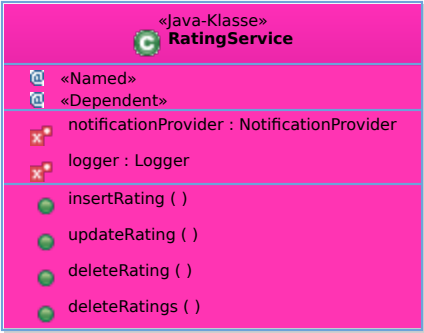 «Java-Klasse»
C RatingService
@ «Named»
@ «Dependent»
notificationProvider : NotificationProvider
logger : Logger
insertRating ( )
updateRating ( )
deleteRating ( )
deleteRatings ( )